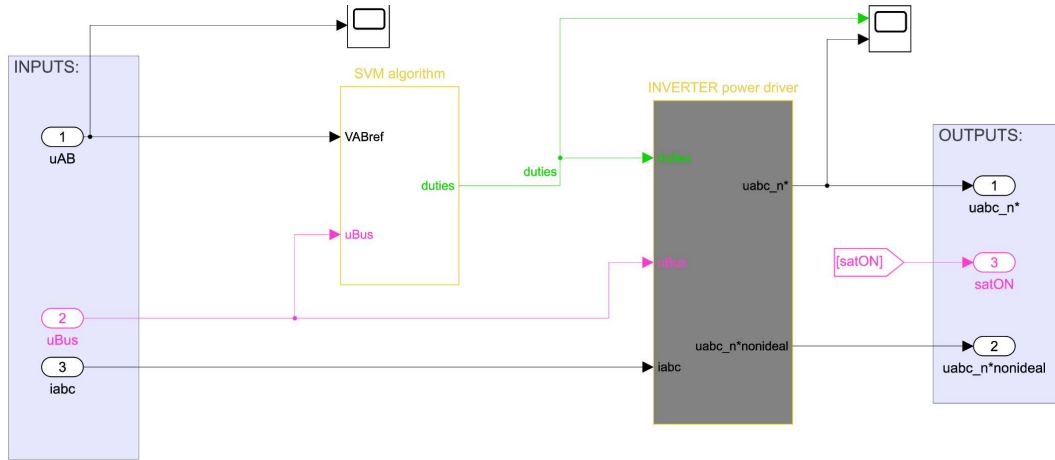 INPUTS:
SVM algorithm
INVERTER power driver
1
uAB
VABref
OUTPUTS:
duties
duties
duties
uabc_n*
1
uabc_n*
uBus
uBus
[satON]
3
satON
2
uBus
uabc_n*nonideal
2
uabc_n*nonideal
3
iabc
iabc